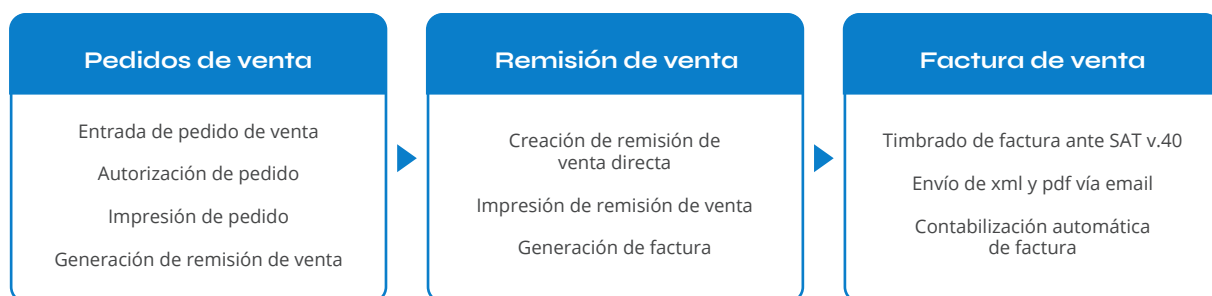 Pedidos de venta
Entrada de pedido de venta
Autorización de pedido
Impresión de pedido
Generación de remisión de venta
Remisión de venta
Creación de remisión de
venta directa
Impresión de remisión de venta
Generación de factura
Factura de venta
Timbrado de factura ante SAT v.40
Envío de xml y pdf vía email
Contabilización automática
de factura